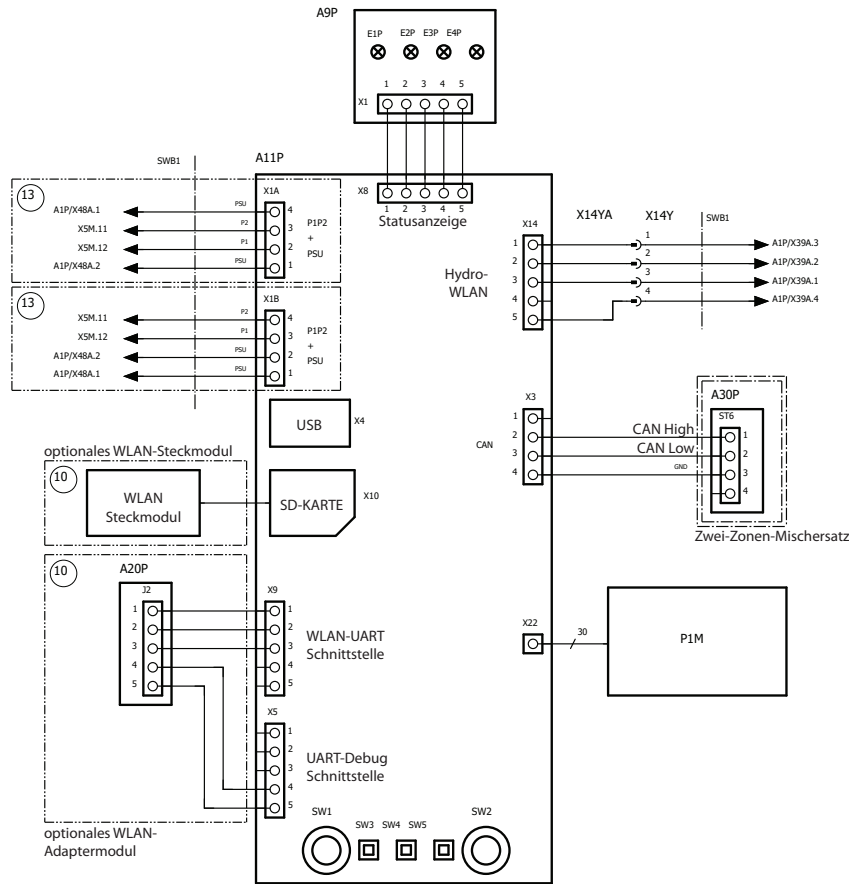 A9P
E1P E2P E3P E4P
1 2 3 4 5
X1
SWB1
A11P
X8
1 2 3 4 5
Statusanzeige
13
X1A
A1P/X48A.1 PSU 4
X5M.11 P2 3
X5M.12 P1 2
A1P/X48A.2 PSU 1
P1P2
+
PSU
13
X1B
X5M.11 P2 4
X5M.12 P1 3
A1P/X48A.2 PSU 2
A1P/X48A.1 PSU 1
P1P2
+
PSU
X14 X14YA X14Y SWB1
Hydro-
WLAN
1 1 A1P/X39A.3
2 2 A1P/X39A.2
3 3 A1P/X39A.1
4 4 A1P/X39A.4
5
USB X4
X3
CAN
1
2 CAN High
3 CAN Low
4 GND
A30P
ST6
1
2
3
4
Zwei-Zonen-Mischersatz
optionales WLAN-Steckmodul
10
WLAN
Steckmodul
SD-KARTE X10
10
A20P
J2
1
2
3
4
5
X9
1
2
3
4
5
WLAN-UART
Schnittstelle
X22
30
P1M
X5
1
2
3
4
5
UART-Debug
Schnittstelle
optionales WLAN-
Adaptermodul
SW1 SW3 SW4 SW5 SW2